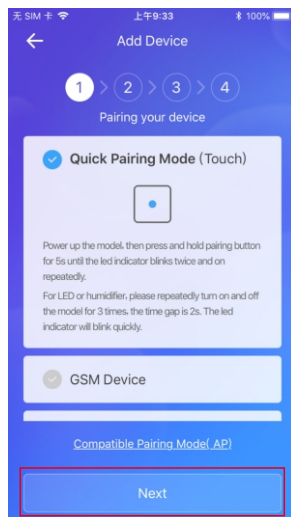 无 SIM 卡 上午9:33 100%
Add Device
1 > 2 > 3 > 4
Pairing your device
Quick Pairing Mode (Touch)
Power up the model, then press and hold pairing button
for 5s until the led indicator blinks twice and on
repeatedly.
For LED or humidifier, please repeatedly turn on and off
the model for 3 times, the time gap is 2s. The led
indicator will blink quickly.
GSM Device
Compatible Pairing Mode( AP)
Next